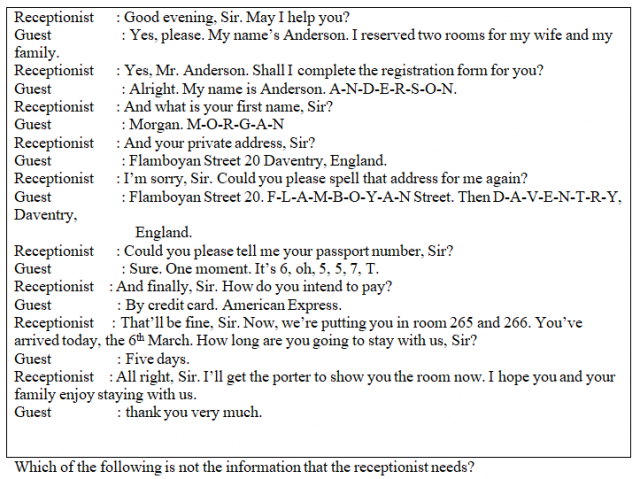 Receptionist : Good evening, Sir. May I help you?
Guest : Yes, please. My name's Anderson. I reserved two rooms for my wife and my
family.
Receptionist : Yes, Mr. Anderson. Shall I complete the registration form for you?
Guest : Alright. My name is Anderson. A-N-D-E-R-S-O-N.
Receptionist : And what is your first name, Sir?
Guest : Morgan. M-O-R-G-A-N
Receptionist : And your private address, Sir?
Guest : Flamboyan Street 20 Daventry, England.
Receptionist : I'm sorry, Sir. Could you please spell that address for me again?
Guest : Flamboyan Street 20. F-L-A-M-B-O-Y-A-N Street. Then D-A-V-E-N-T-R-Y,
Daventry,
England.
Receptionist : Could you please tell me your passport number, Sir?
Guest : Sure. One moment. It's 6, oh, 5, 5, 7, T.
Receptionist : And finally, Sir. How do you intend to pay?
Guest : By credit card. American Express.
Receptionist : That'll be fine, Sir. Now, we're putting you in room 265 and 266. You've
arrived today, the 6th March. How long are you going to stay with us, Sir?
Guest : Five days.
Receptionist : All right, Sir. I'll get the porter to show you the room now. I hope you and your
family enjoy staying with us.
Guest : thank you very much.
Which of the following is not the information that the receptionist needs?